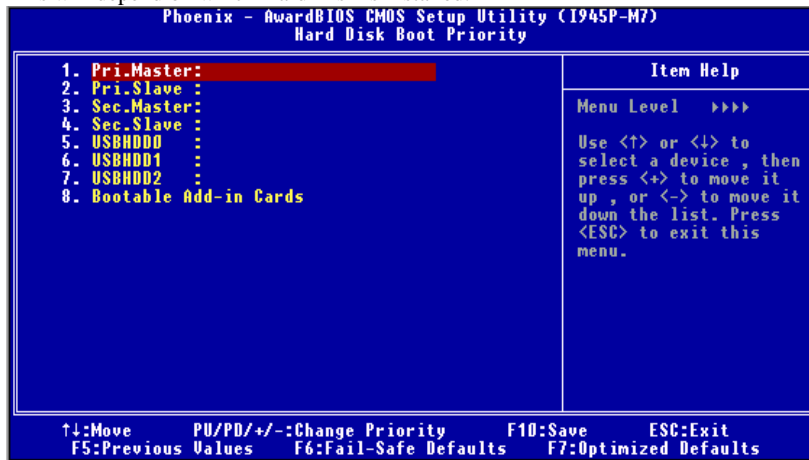 Phoenix - AwardBIOS CMOS Setup Utility (I945P-M7)
Hard Disk Boot Priority
1. Pri.Master:
2. Pri.Slave :
3. Sec.Master:
4. Sec.Slave :
5. USBHDD0 :
6. USBHDD1 :
7. USBHDD2 :
8. Bootable Add-in Cards
Item Help
Menu Level ▸▸▸▸
Use <↑> or <↓> to
select a device , then
press <+> to move it
up , or <-> to move it
down the list. Press
<ESC> to exit this
menu.
↑↓:Move PU/PD/+/-:Change Priority F10:Save ESC:Exit
F5:Previous Values F6:Fail-Safe Defaults F7:Optimized Defaults